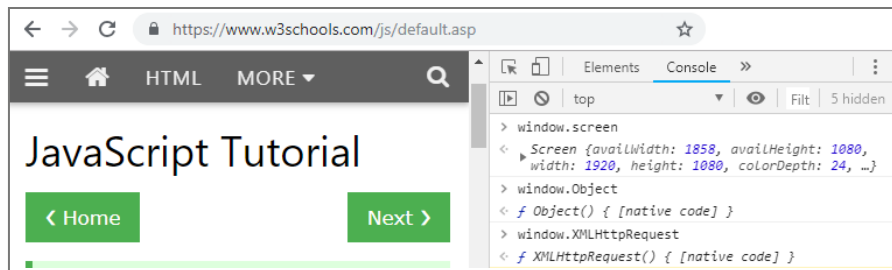 https://www.w3schools.com/js/default.asp
HTML MORE
JavaScript Tutorial
❮ Home Next ❯
Elements Console »
top Filt 5 hidden
> window.screen
Screen {availWidth: 1858, availHeight: 1080,
width: 1920, height: 1080, colorDepth: 24, …}
> window.Object
ƒ Object() { [native code] }
> window.XMLHttpRequest
ƒ XMLHttpRequest() { [native code] }